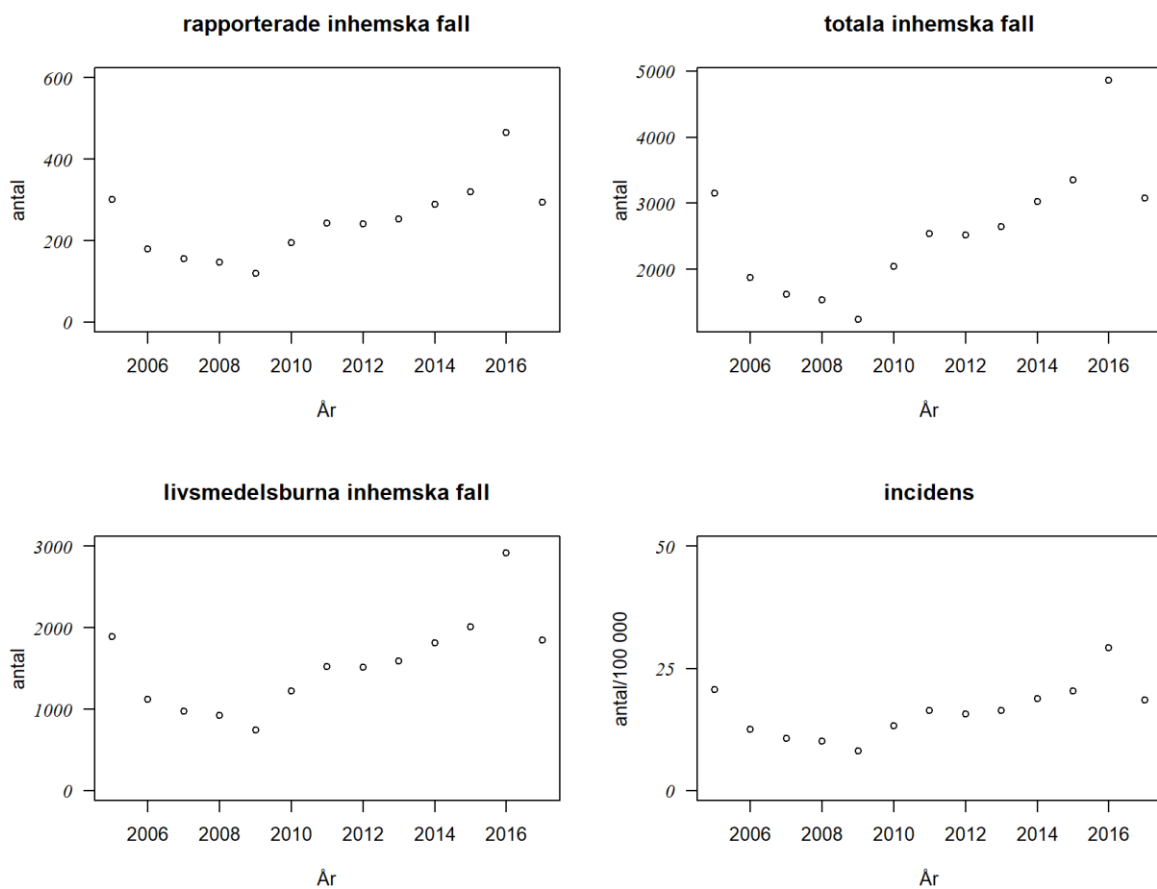 rapporterade inhemska fall
600
400
200
0
antal
2006 2008 2010 2012 2014 2016
År
totala inhemska fall
5000
4000
3000
2000
antal
2006 2008 2010 2012 2014 2016
År
livsmedelsburna inhemska fall
3000
2000
1000
0
antal
2006 2008 2010 2012 2014 2016
År
incidens
50
25
0
antal/100 000
2006 2008 2010 2012 2014 2016
År